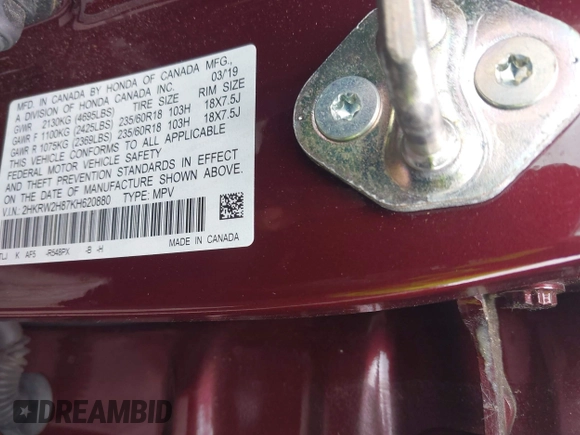 MFD. IN CANADA BY HONDA OF CANADA MFG.,
A DIVISION OF HONDA CANADA INC. 03/19
GVWR 2130KG (4695LBS) TIRE SIZE RIM SIZE
GAWR F 1100KG (2425LBS) 235/60R18 103H 18X7.5J
GAWR R 1075KG (2369LBS) 235/60R18 103H 18X7.5J
THIS VEHICLE CONFORMS TO ALL APPLICABLE
FEDERAL MOTOR VEHICLE SAFETY
AND THEFT PREVENTION STANDARDS IN EFFECT
ON THE DATE OF MANUFACTURE SHOWN ABOVE.
V.I.N. 2HKRW2H87KH620880 TYPE: MPV
TLJ K AF5 -R548PX -B -H MADE IN CANADA
DREAMBID